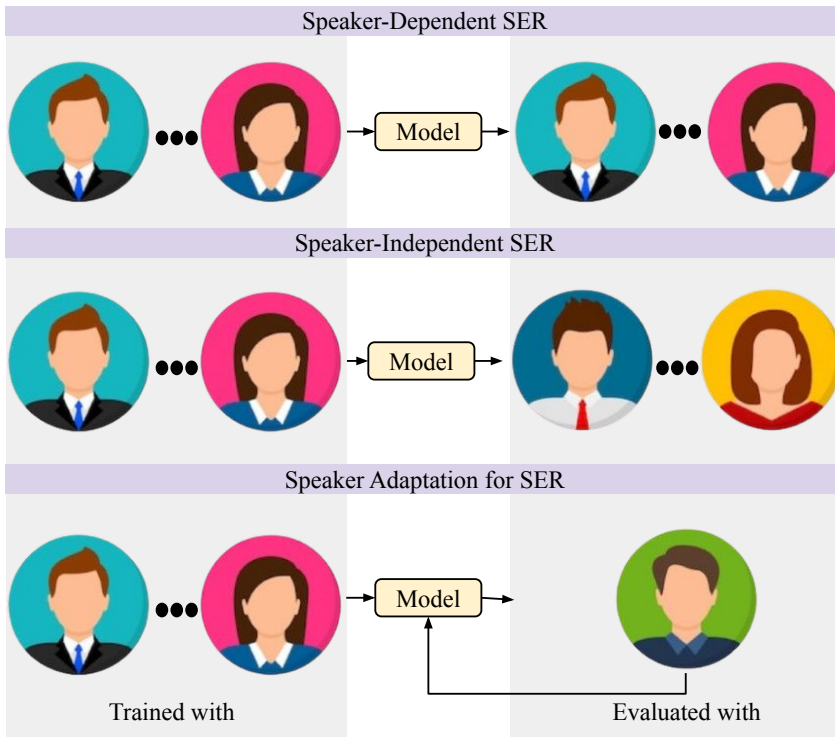 Speaker-Dependent SER
Model
Speaker-Independent SER
Model
Speaker Adaptation for SER
Model
Trained with
Evaluated with